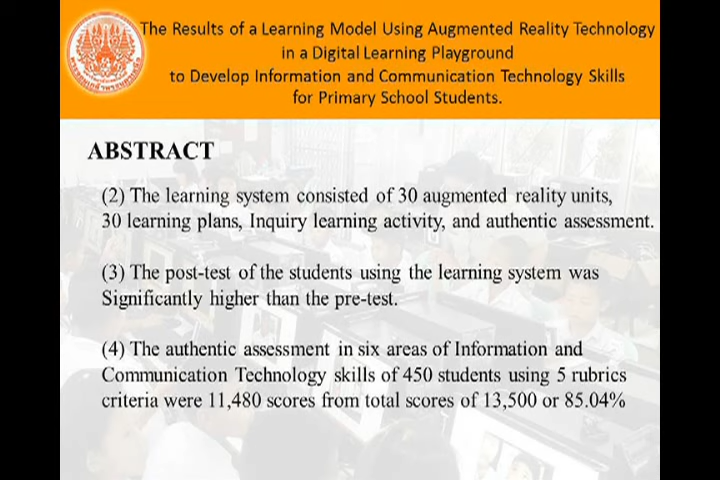 The Results of a Learning Model Using Augmented Reality Technology
in a Digital Learning Playground
to Develop Information and Communication Technology Skills
for Primary School Students.
ABSTRACT
(2) The learning system consisted of 30 augmented reality units,
30 learning plans, Inquiry learning activity, and authentic assessment.
(3) The post-test of the students using the learning system was
Significantly higher than the pre-test.
(4) The authentic assessment in six areas of Information and
Communication Technology skills of 450 students using 5 rubrics
criteria were 11,480 scores from total scores of 13,500 or 85.04%